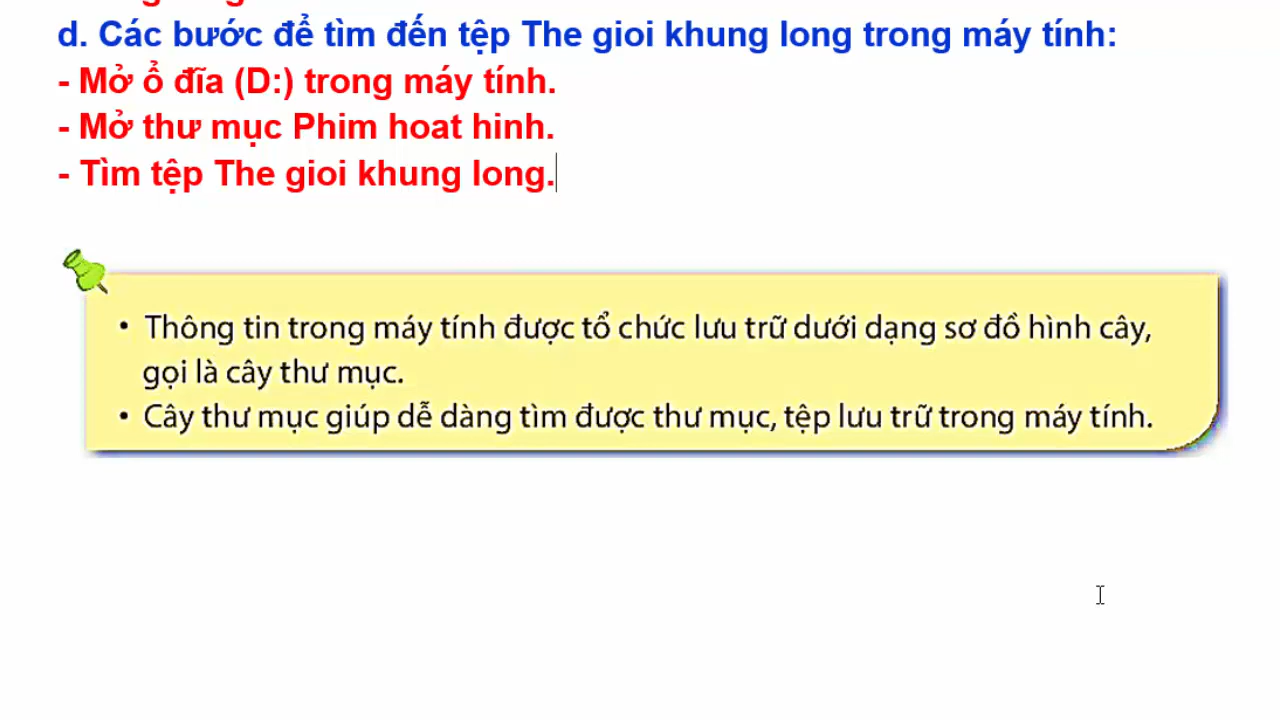 d. Các bước để tìm đến tệp The gioi khung long trong máy tính:
- Mở ổ đĩa (D:) trong máy tính.
- Mở thư mục Phim hoat hinh.
- Tìm tệp The gioi khung long.
• Thông tin trong máy tính được tổ chức lưu trữ dưới dạng sơ đồ hình cây,
gọi là cây thư mục.
• Cây thư mục giúp dễ dàng tìm được thư mục, tệp lưu trữ trong máy tính.